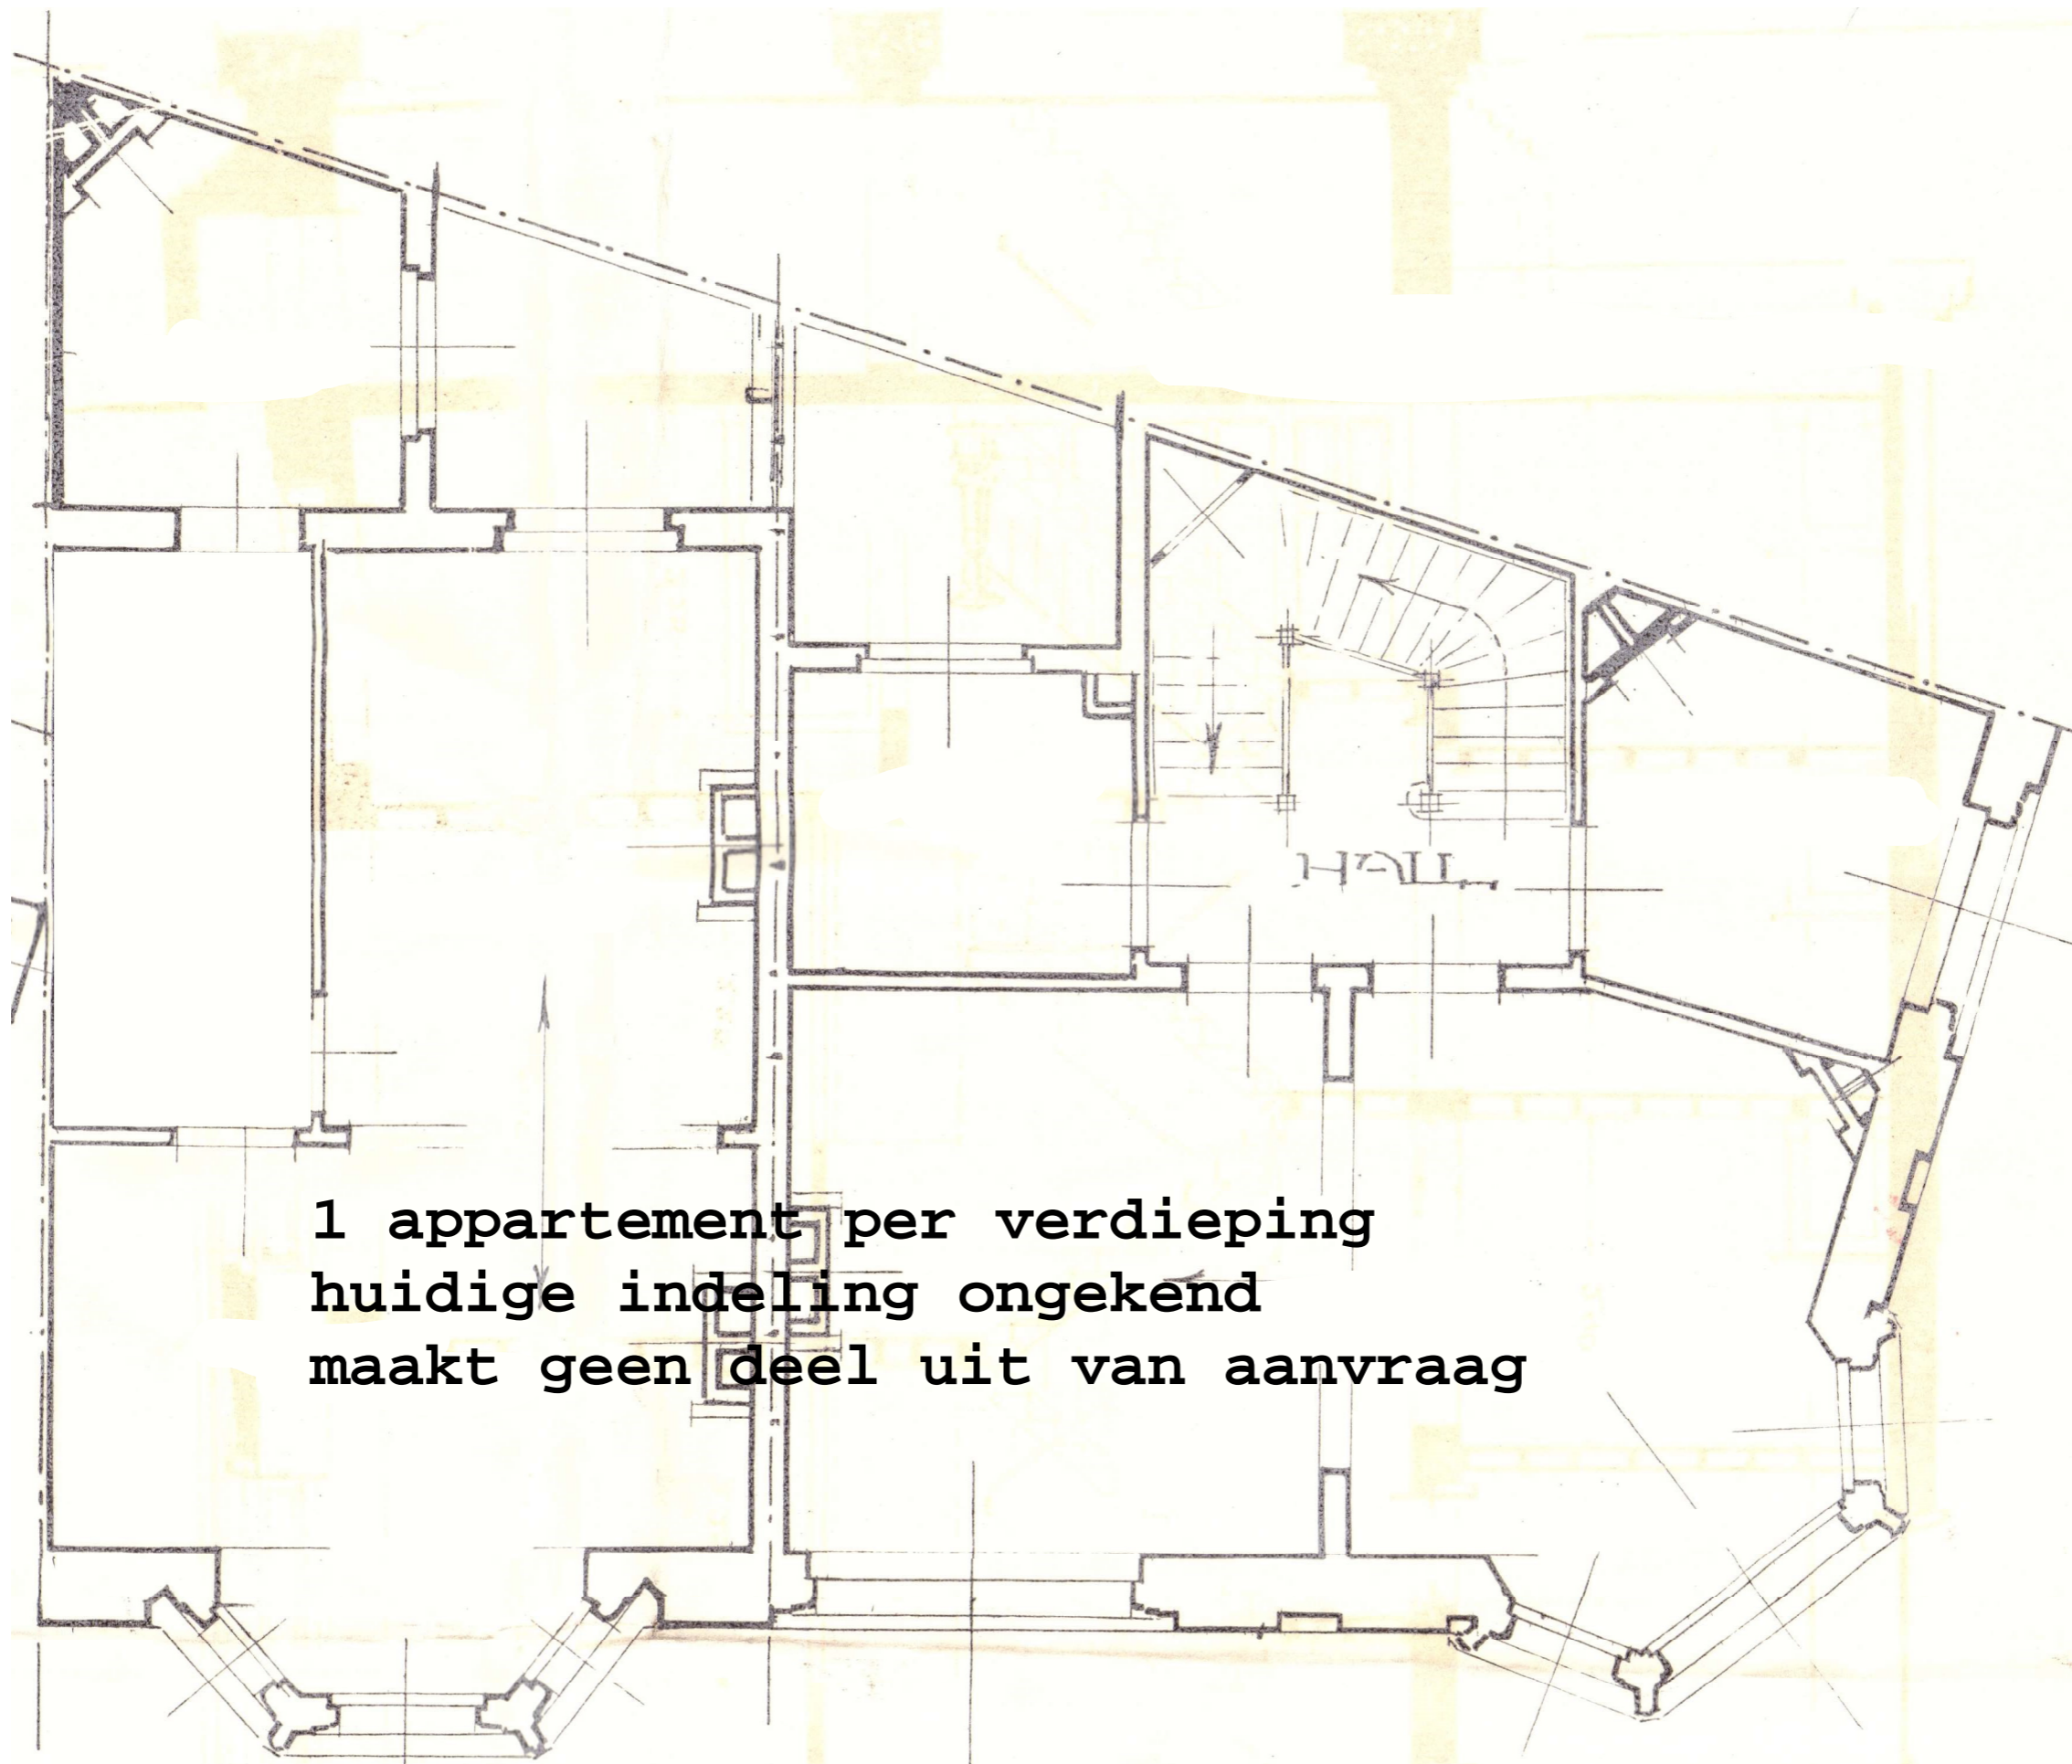 1 appartement per verdieping
huidige indeling ongekend
maakt geen deel uit van aanvraag